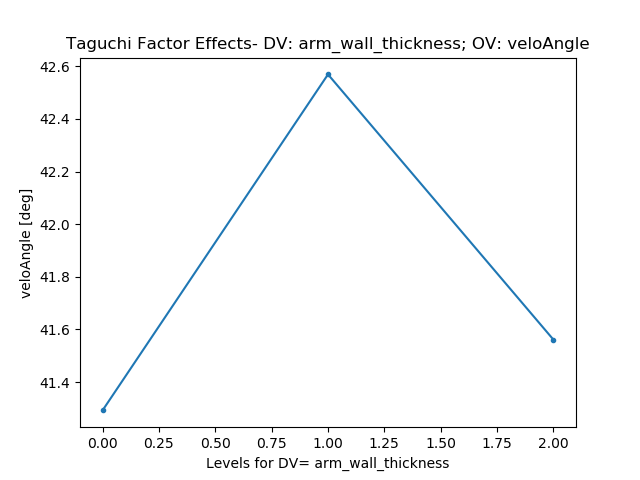 Taguchi Factor Effects- DV: arm_wall_thickness; OV: veloAngle
42.6
42.4
42.2
42.0
41.8
41.6
41.4
veloAngle [deg]
0.00 0.25 0.50 0.75 1.00 1.25 1.50 1.75 2.00
Levels for DV= arm_wall_thickness